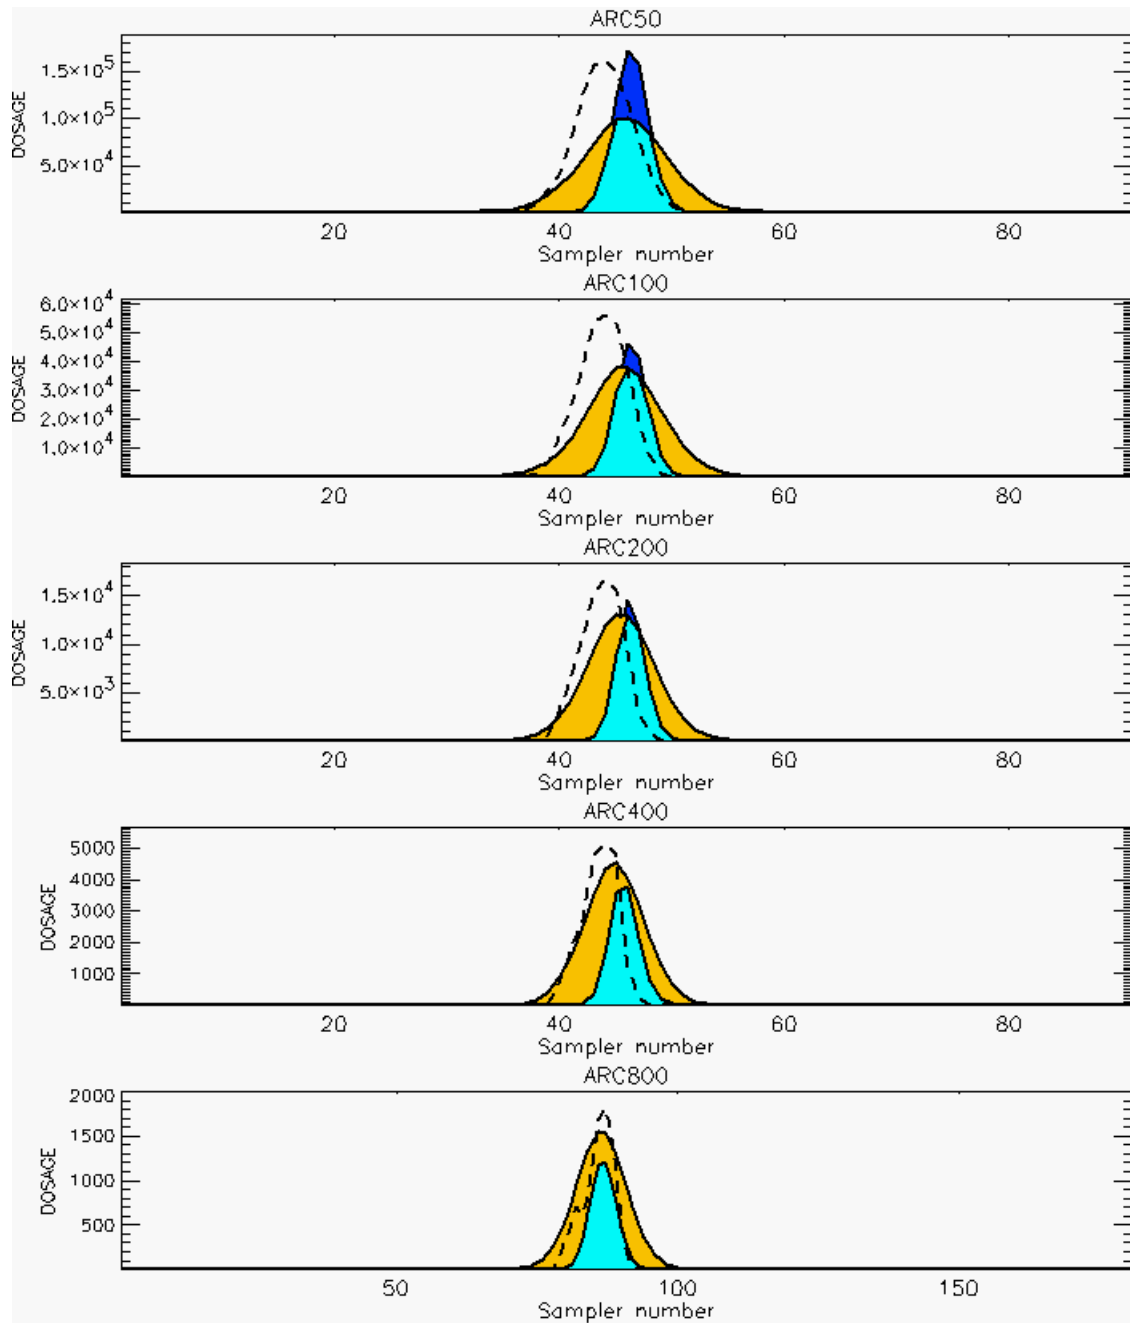 ARC50
1.5×10⁵
1.0×10⁵
5.0×10⁴
DOSAGE
20 40 60 80
Sampler number
ARC100
6.0×10⁴
5.0×10⁴
4.0×10⁴
3.0×10⁴
2.0×10⁴
1.0×10⁴
DOSAGE
20 40 60 80
Sampler number
ARC200
1.5×10⁴
1.0×10⁴
5.0×10³
DOSAGE
20 40 60 80
Sampler number
ARC400
5000
4000
3000
2000
1000
DOSAGE
20 40 60 80
Sampler number
ARC800
2000
1500
1000
500
DOSAGE
50 100 150
Sampler number